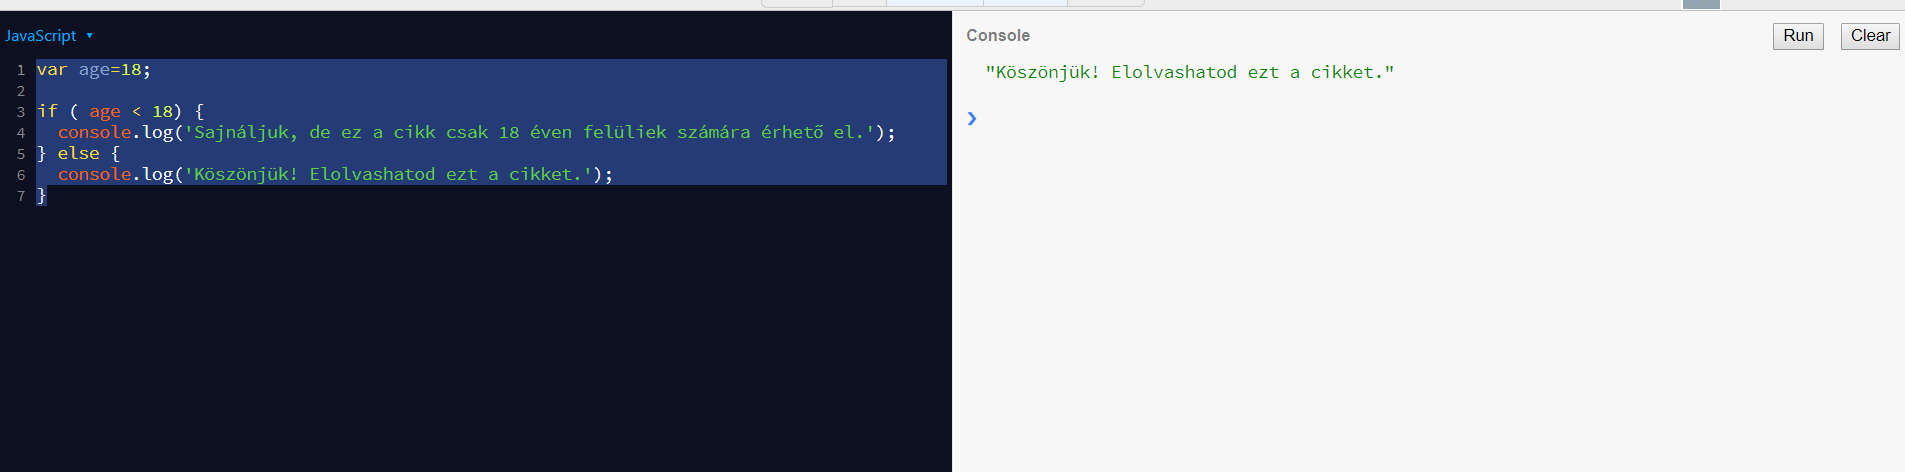 JavaScript ▾
1 var age=18;
2
3 if ( age < 18) {
4   console.log('Sajnáljuk, de ez a cikk csak 18 éven felüliek számára érhető el.');
5 } else {
6   console.log('Köszönjük! Elolvashatod ezt a cikket.');
7 }
Console
Run
Clear
"Köszönjük! Elolvashatod ezt a cikket."